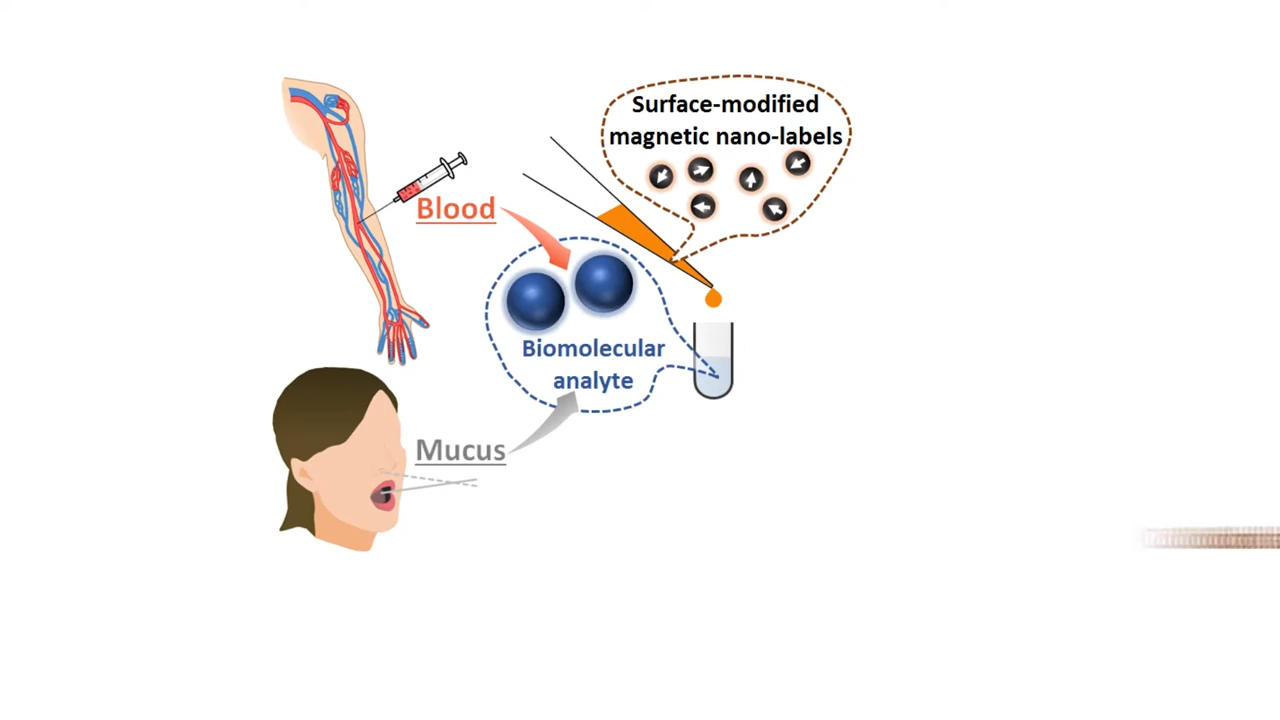 Surface-modified
magnetic nano-labels
Blood
Biomolecular
analyte
Mucus